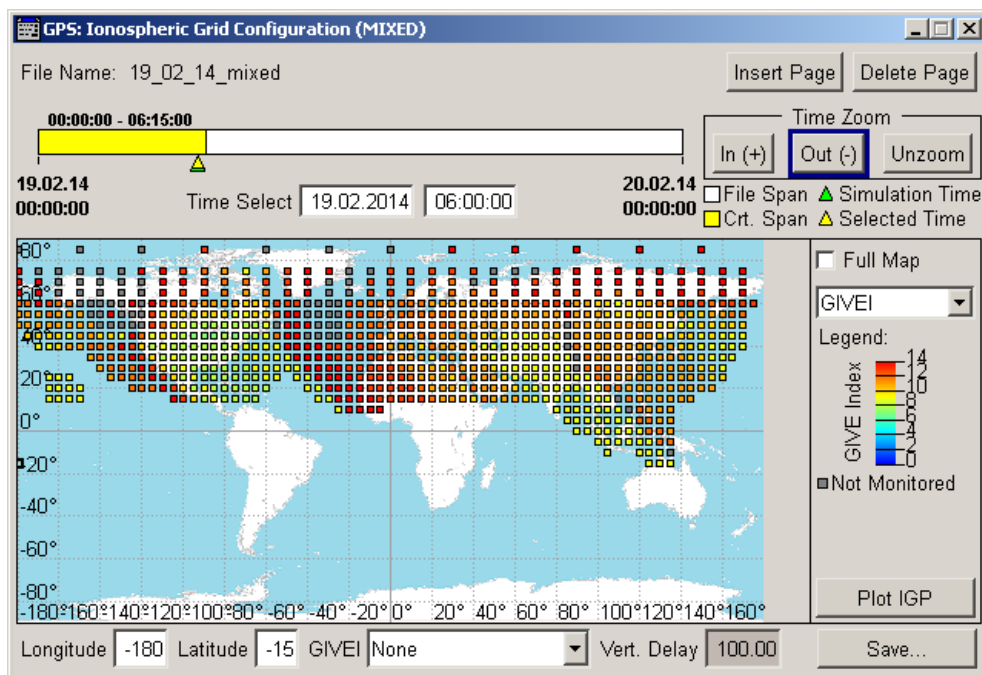 GPS: Ionospheric Grid Configuration (MIXED)
File Name: 19_02_14_mixed
Insert Page
Delete Page
00:00:00 - 06:15:00
Time Zoom
In (+)
Out (-)
Unzoom
19.02.14
00:00:00
Time Select 19.02.2014 06:00:00
20.02.14
00:00:00
File Span
Simulation Time
Crt. Span
Selected Time
80°
60°
40°
20°
0°
-20°
-40°
-60°
-80°
-180° 160° -140° -120° -100° -80° -60° -40° -20° 0° 20° 40° 60° 80° 100° 120° 140° 160°
Full Map
GIVEI
Legend:
GIVE Index
14
12
10
8
6
4
2
0
Not Monitored
Plot IGP
Longitude -180 Latitude -15 GIVEI None Vert. Delay 100.00 Save...